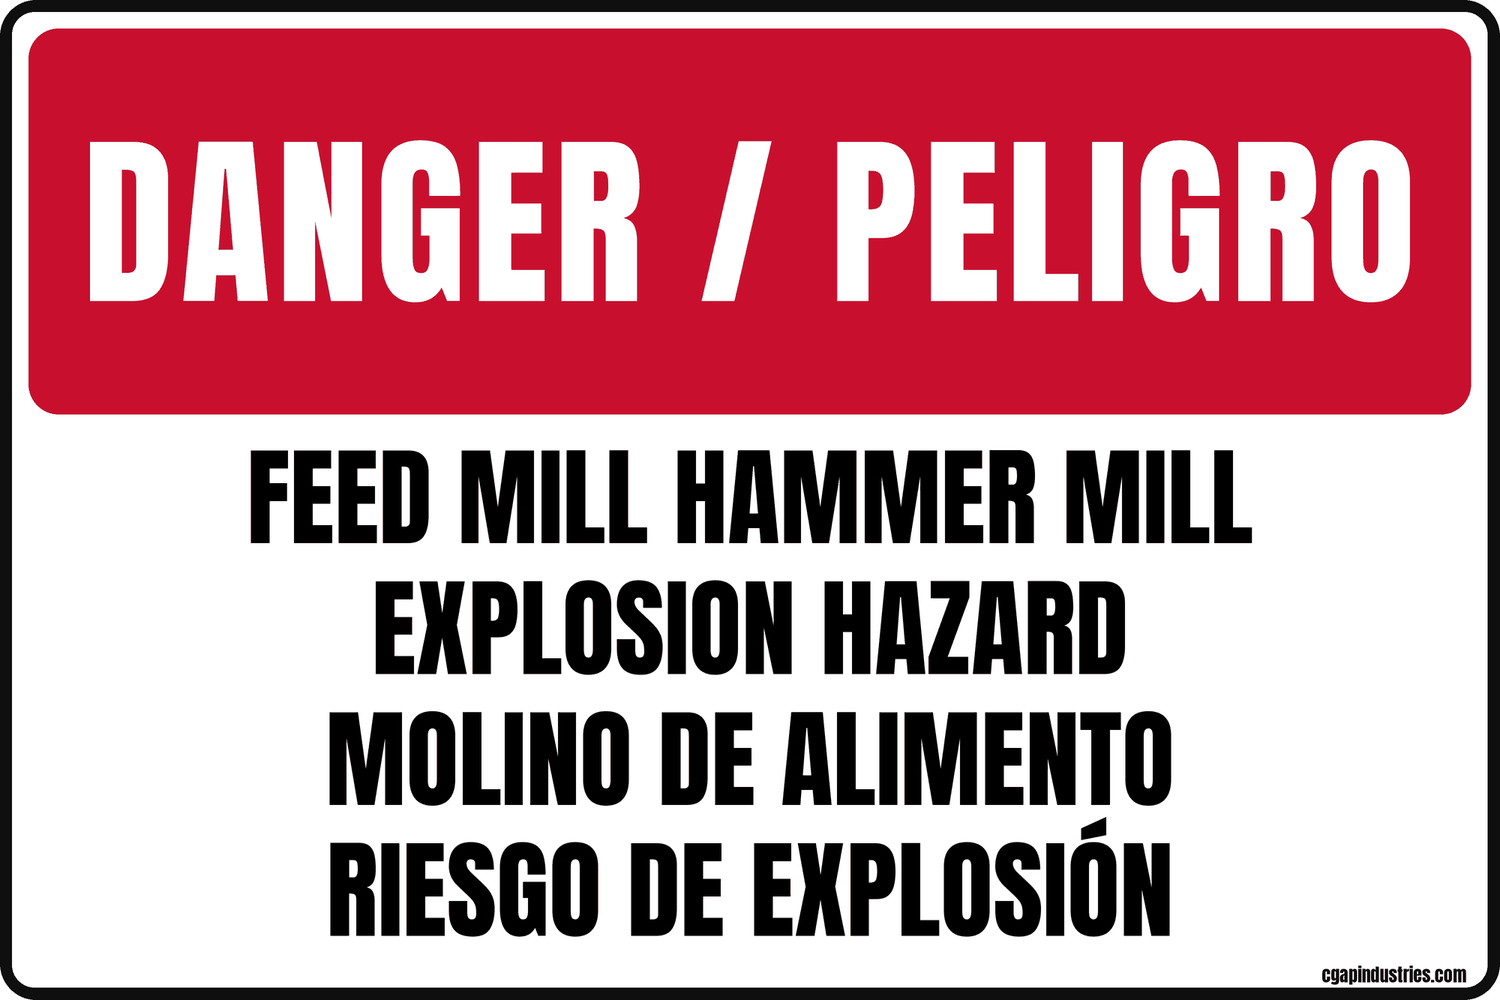 DANGER / PELIGRO
FEED MILL HAMMER MILL
EXPLOSION HAZARD
MOLINO DE ALIMENTO
RIESGO DE EXPLOSIÓN
cgapindustries.com